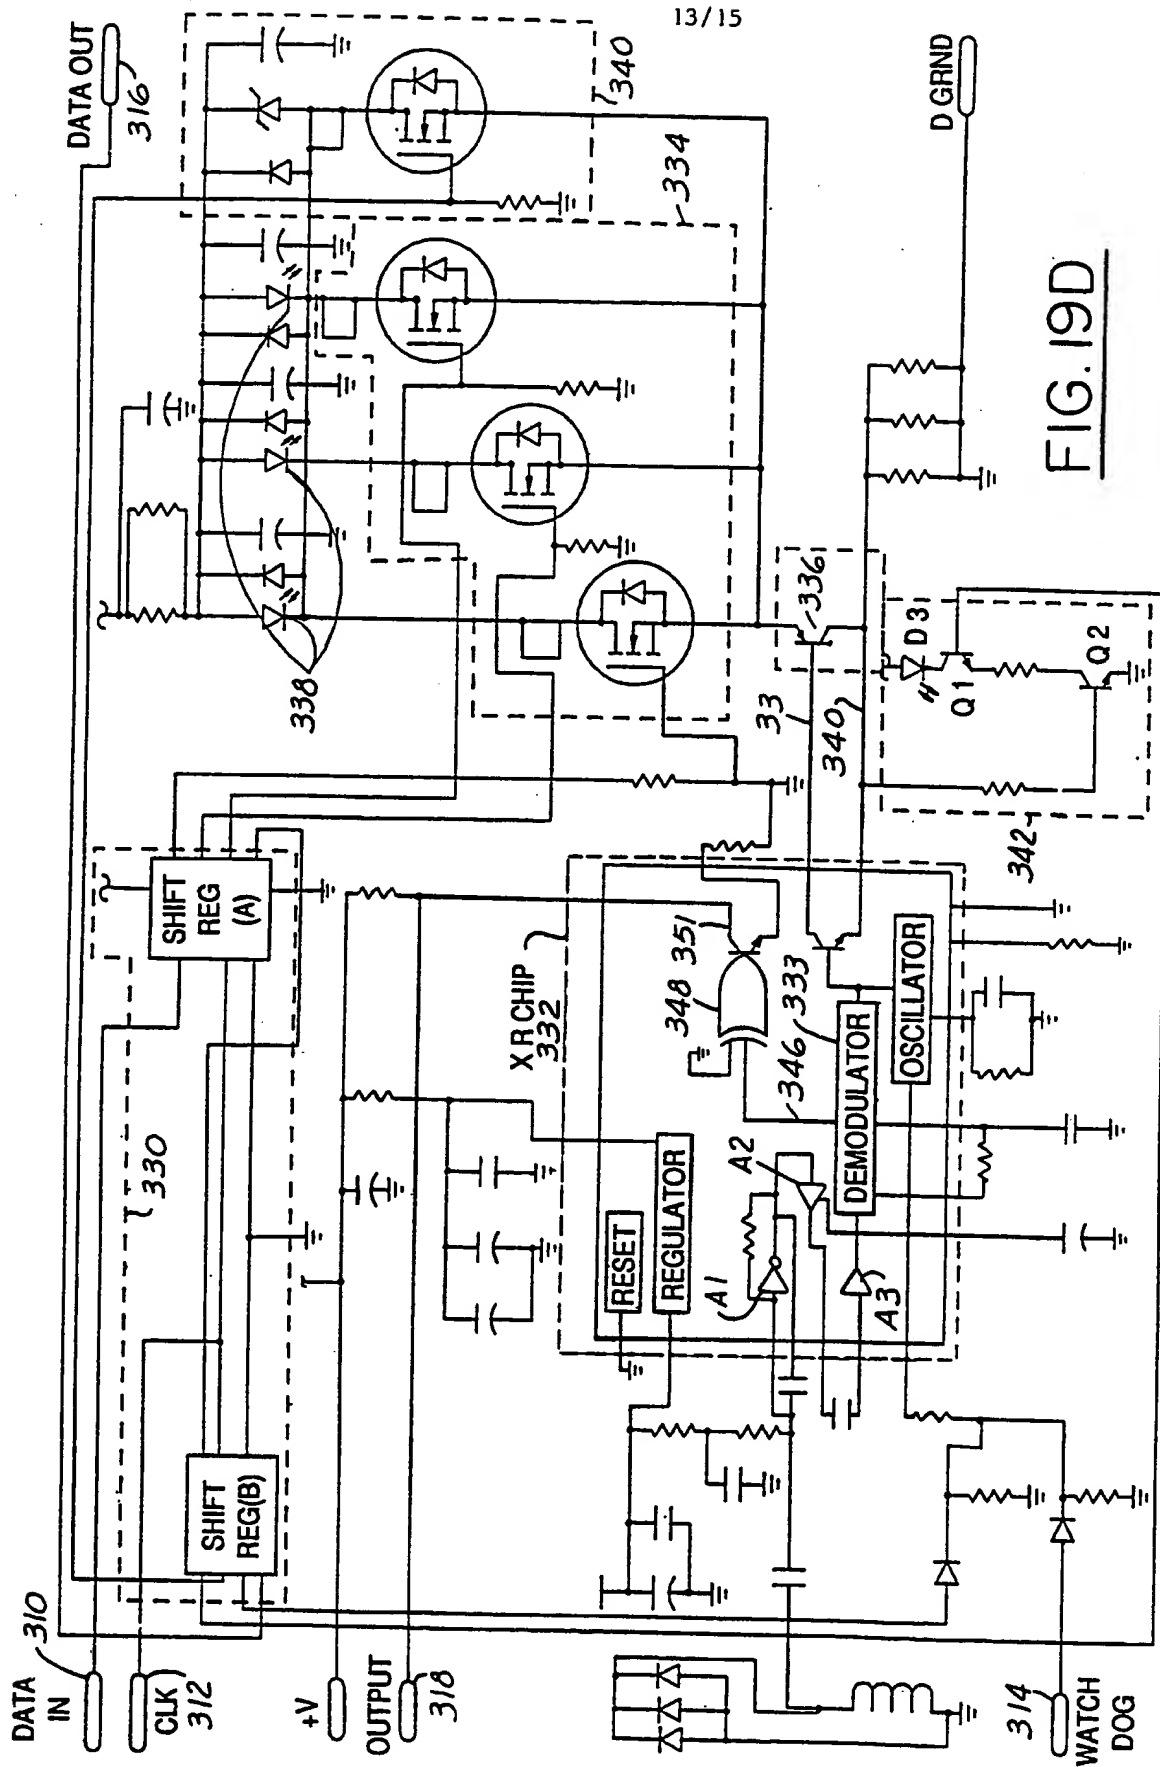 13/15
DATA OUT
316
340
334
D GRND
338
336
33
340
D3
Q1
Q2
342
FIG. 19D
SHIFT
REG
(A)
330
SHIFT
REG(B)
X R CHIP
332
351
348
346
333
RESET
REGULATOR
A1
A2
A3
DEMODULATOR
OSCILLATOR
DATA
IN
310
CLK
312
+V
OUTPUT
318
314
WATCH
DOG